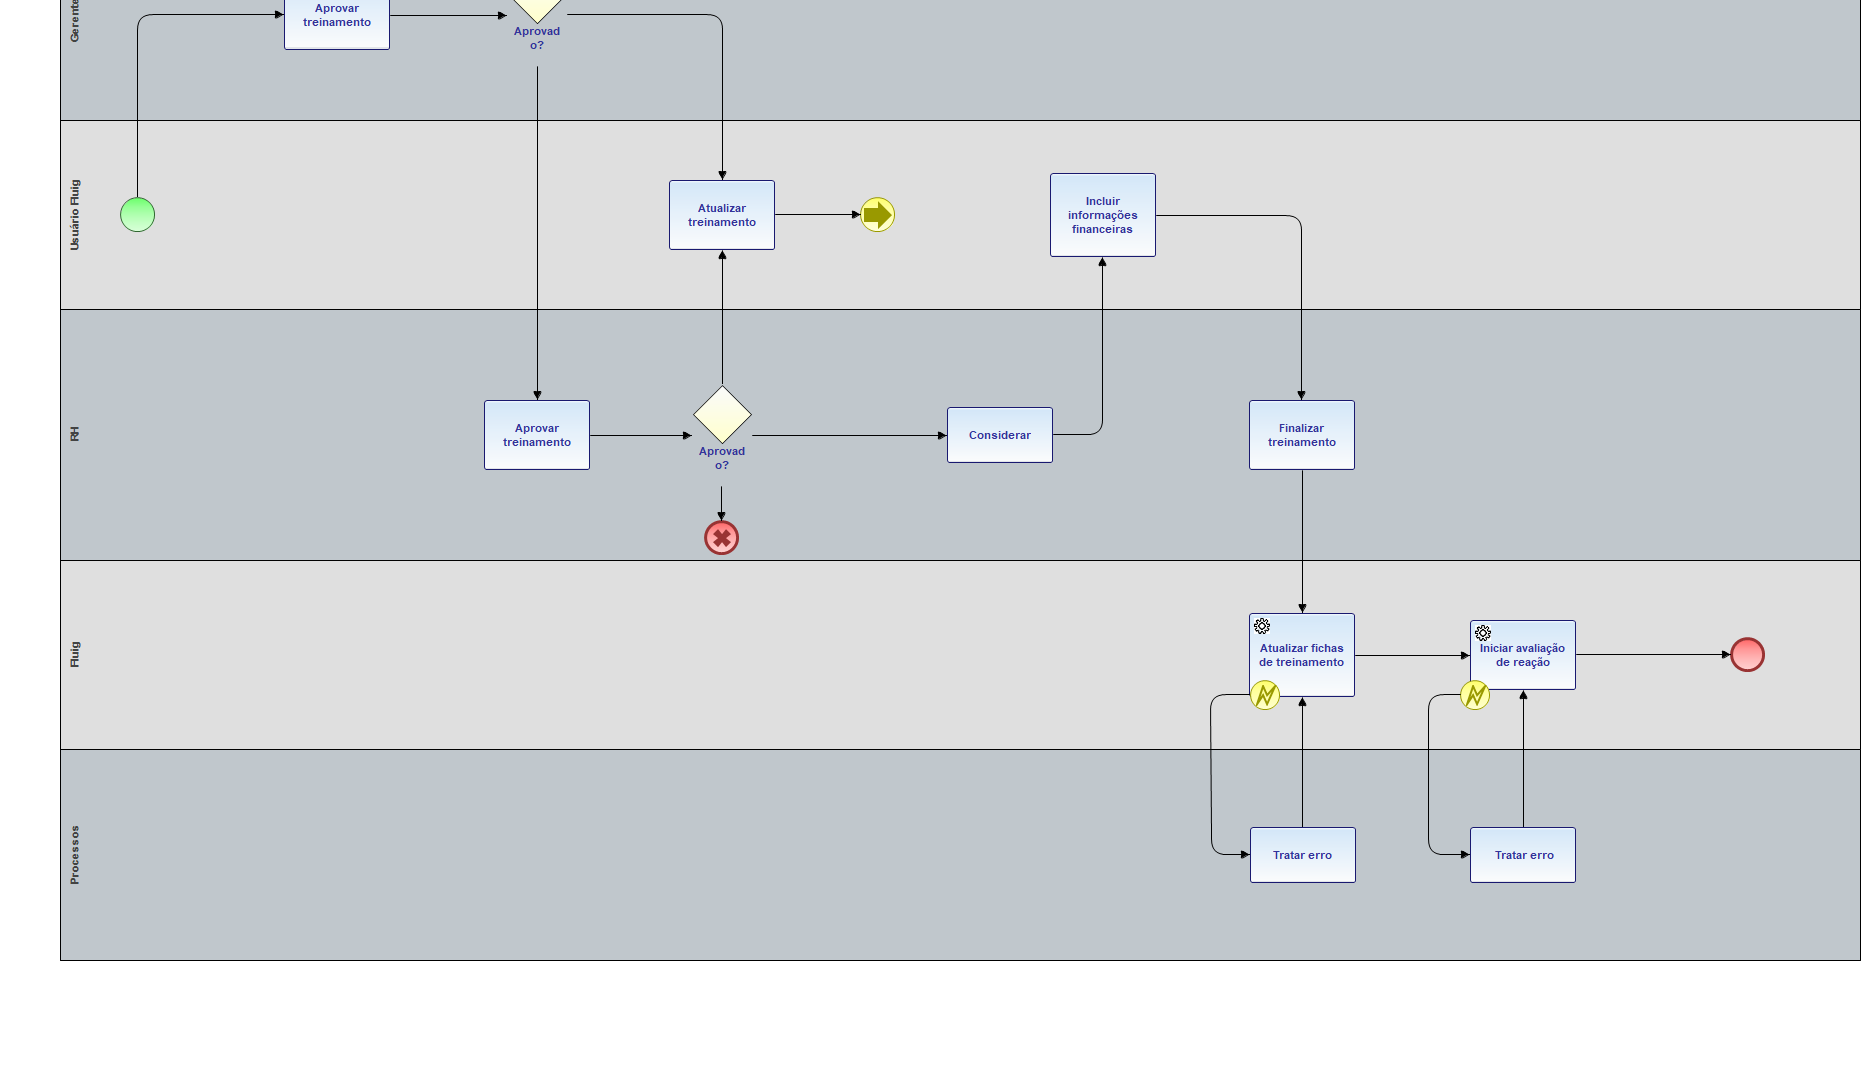 Gerente
Aprovar
treinamento
Aprovad
o?
Usuário Fluig
Atualizar
treinamento
Incluir
informações
financeiras
RH
Aprovar
treinamento
Aprovad
o?
Considerar
Finalizar
treinamento
Fluig
Atualizar fichas
de treinamento
Iniciar avaliação
de reação
Processos
Tratar erro
Tratar erro